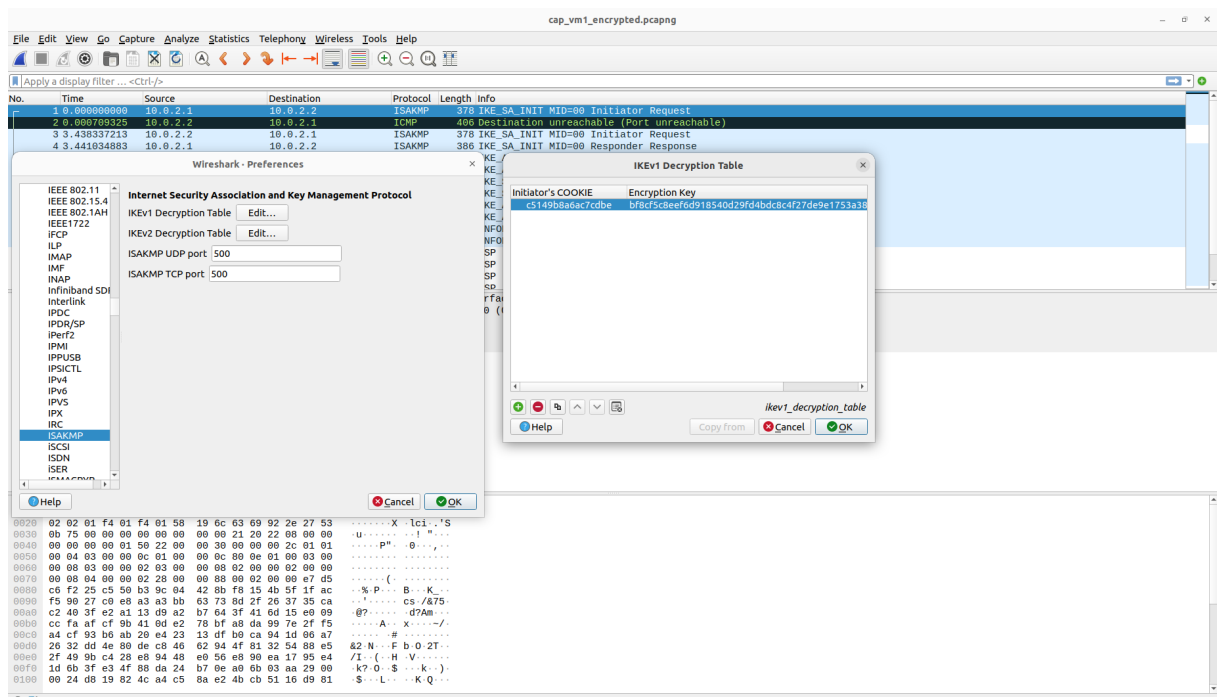 cap_vm1_encrypted.pcapng
File Edit View Go Capture Analyze Statistics Telephony Wireless Tools Help
Apply a display filter … <Ctrl-/>
No. Time Source Destination Protocol Length Info
1 0.000000000 10.0.2.1 10.0.2.2 ISAKMP 378 IKE_SA_INIT MID=00 Initiator Request
2 0.000709325 10.0.2.2 10.0.2.1 ICMP 406 Destination unreachable (Port unreachable)
3 3.438337213 10.0.2.2 10.0.2.1 ISAKMP 378 IKE_SA_INIT MID=00 Initiator Request
4 3.441034883 10.0.2.1 10.0.2.2 ISAKMP 386 IKE_SA_INIT MID=00 Responder Response
Wireshark · Preferences
IEEE 802.11
IEEE 802.15.4
IEEE 802.1AH
IEEE1722
iFCP
ILP
IMAP
IMF
INAP
Infiniband SDP
Interlink
IPDC
IPDR/SP
iPerf2
IPMI
IPPUSB
IPSICTL
IPv4
IPv6
IPVS
IPX
IRC
ISAKMP
iSCSI
ISDN
iSER
Internet Security Association and Key Management Protocol
IKEv1 Decryption Table Edit…
IKEv2 Decryption Table Edit…
ISAKMP UDP port 500
ISAKMP TCP port 500
Help Cancel OK
IKEv1 Decryption Table
Initiator's COOKIE Encryption Key
c5149b8a6ac7cdbe bf8cf5c8eef6d918540d29fd4bdc8c4f27de9e1753a38
ikev1_decryption_table
Help Copy from Cancel OK
0020 02 02 01 f4 01 f4 01 58 19 6c 63 69 92 2e 27 53 ·······X ·lci·.'S
0030 0b 75 00 00 00 00 00 00 00 00 21 20 22 08 00 00 ·u······ ··! "···
0040 00 00 00 00 01 50 22 00 00 30 00 00 00 2c 01 01 ·····P"· ·0···,··
0050 00 04 03 00 00 0c 01 00 00 0c 80 0e 01 00 03 00 ········ ········
0060 00 08 03 00 00 02 03 00 00 08 02 00 00 02 00 00 ········ ········
0070 00 08 04 00 00 02 28 00 00 88 00 02 00 00 e7 d5 ······(· ········
0080 c6 f2 25 c5 50 b3 9c 04 42 8b f8 15 4b 5f 1f ac ··%·P··· B···K_··
0090 f5 90 27 c0 e8 a3 a3 bb 63 73 8d 2f 26 37 35 ca ··'····· cs·/&75·
00a0 c2 40 3f e2 a1 13 d9 a2 b7 64 3f 41 6d 15 e0 09 ·@?····· ·d?Am···
00b0 cc fa af cf 9b 41 0d e2 78 bf a8 da 99 7e 2f f5 ·····A·· x····~/·
00c0 a4 cf 93 b6 ab 20 e4 23 13 df b0 ca 94 1d 06 a7 ····· ·# ········
00d0 26 32 dd 4e 80 de c8 46 62 94 4f 81 32 54 88 e5 &2·N···F b·O·2T··
00e0 2f 49 9b c4 28 e8 94 48 e0 56 e8 90 ea 17 95 e4 /I··(··H ·V······
00f0 1d 6b 3f e3 4f 88 da 24 b7 0e a0 6b 03 aa 29 00 ·k?·O··$ ···k··)·
0100 00 24 d8 19 82 4c a4 c5 8a e2 4b cb 51 16 d9 81 ·$···L·· ··K·Q···